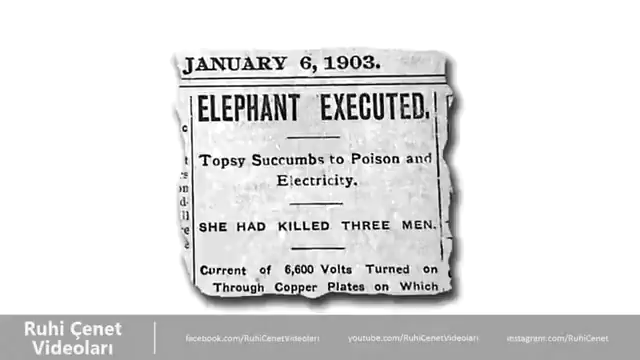 JANUARY 6, 1903.
ELEPHANT EXECUTED.
Topsy Succumbs to Poison and
Electricity.
SHE HAD KILLED THREE MEN.
Current of 6,600 Volts Turned on
Through Copper Plates on Which
Ruhi Çenet
Videoları
facebook.com/RuhiCenetVideolari
youtube.com/RuhiCenetVideolari
instagram.com/RuhiCenet